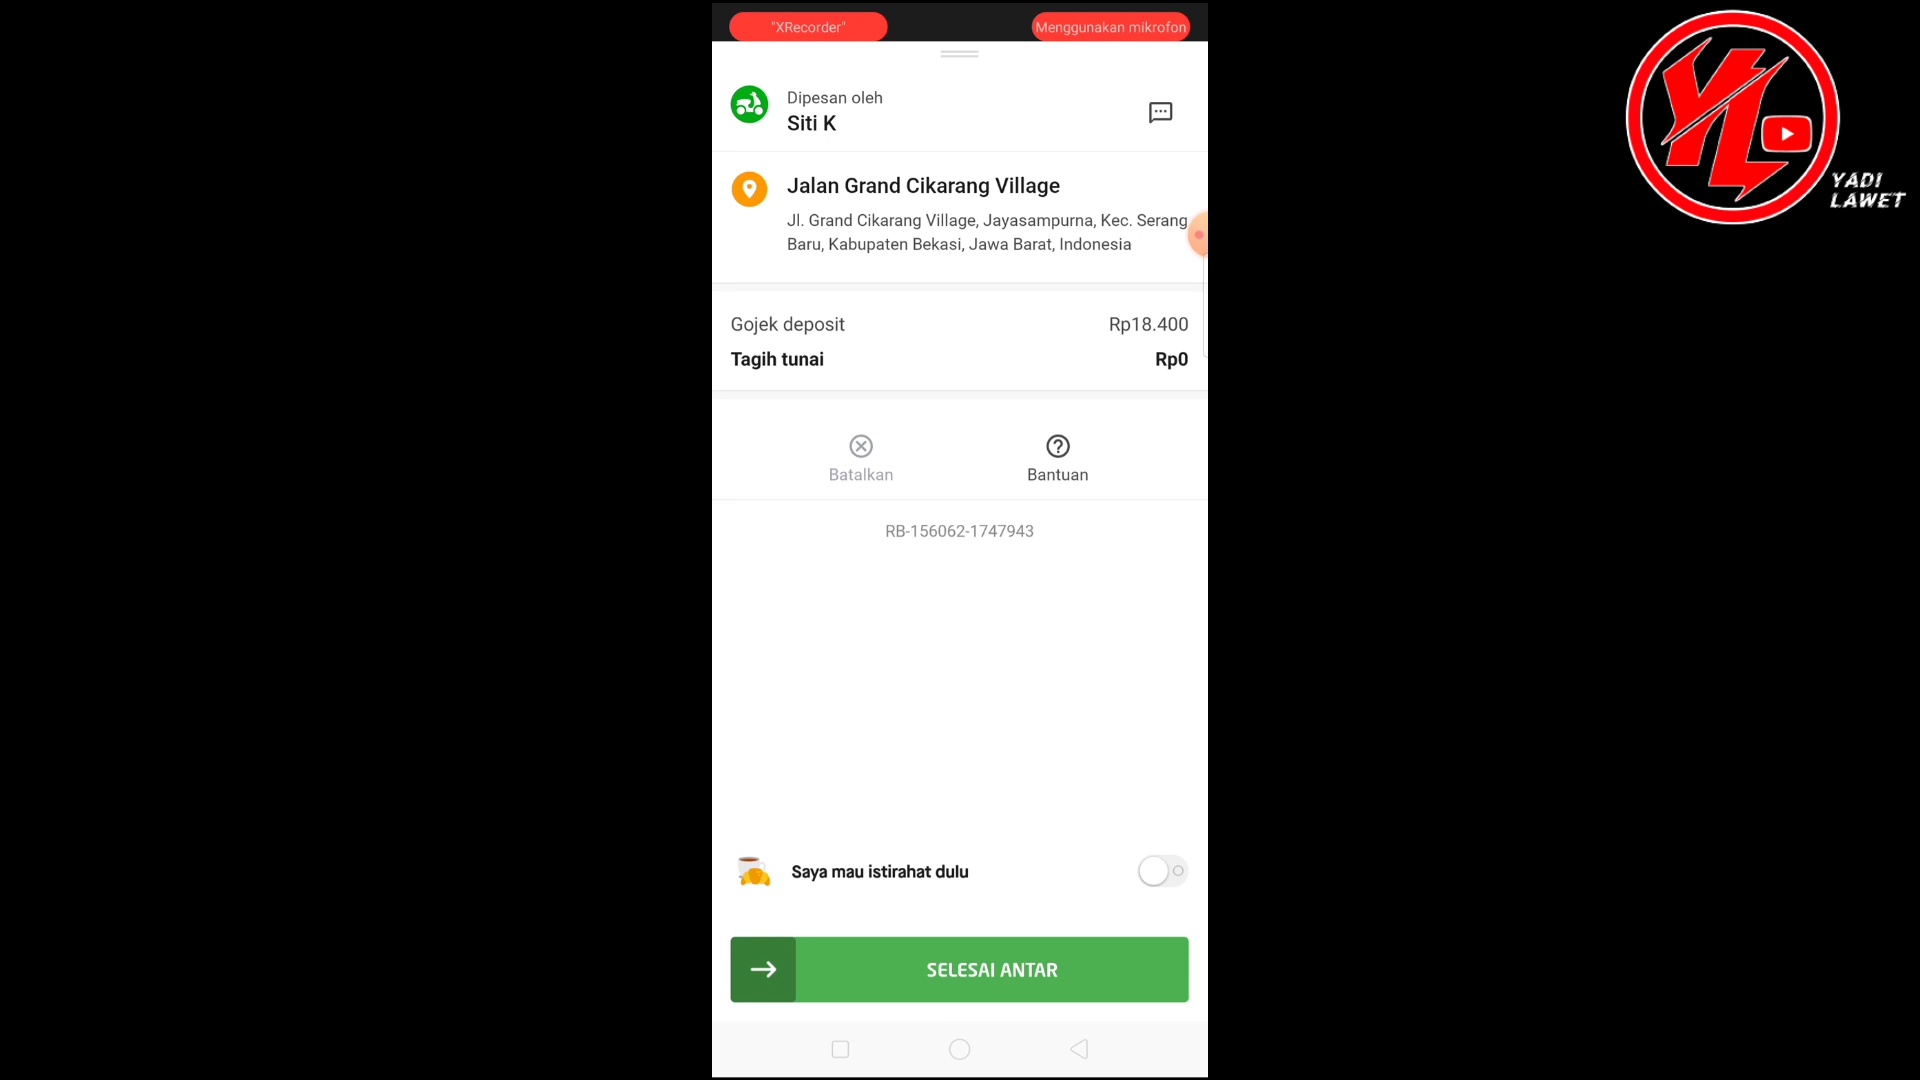 "XRecorder"
Menggunakan mikrofon
Dipesan oleh
Siti K
Jalan Grand Cikarang Village
Jl. Grand Cikarang Village, Jayasampurna, Kec. Serang
Baru, Kabupaten Bekasi, Jawa Barat, Indonesia
Gojek deposit
Rp18.400
Tagih tunai
Rp0
Batalkan
Bantuan
RB-156062-1747943
Saya mau istirahat dulu
SELESAI ANTAR
YL
YADI
LAWET